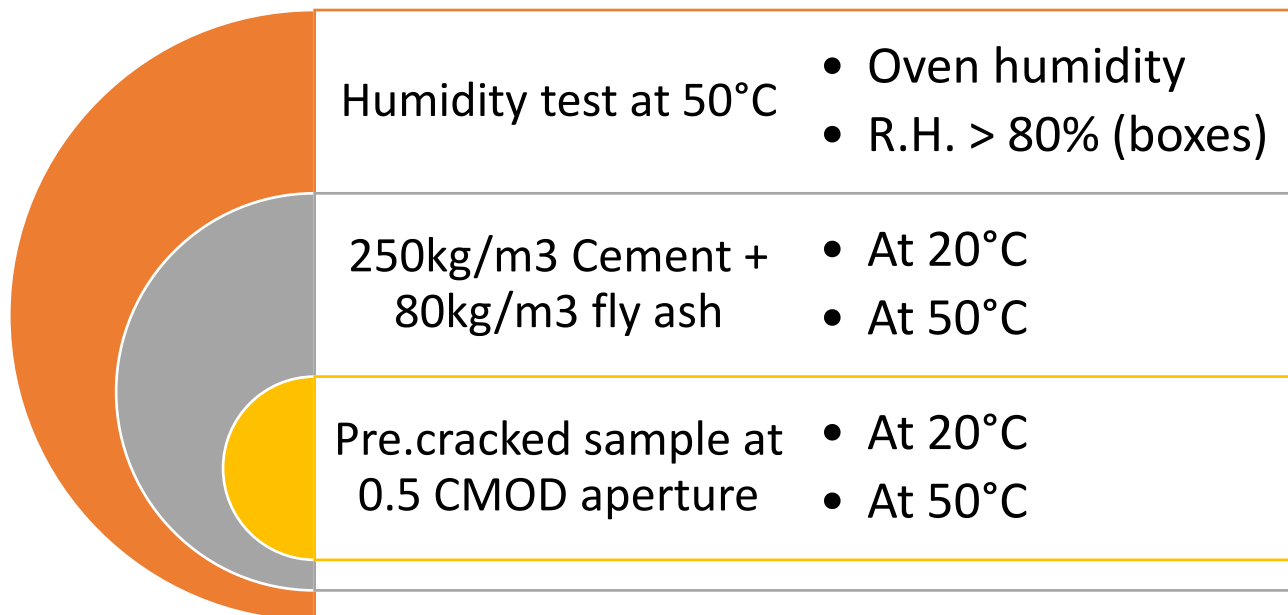 Humidity test at 50°C
• Oven humidity
• R.H. > 80% (boxes)
250kg/m3 Cement +
80kg/m3 fly ash
• At 20°C
• At 50°C
Pre.cracked sample at
0.5 CMOD aperture
• At 20°C
• At 50°C